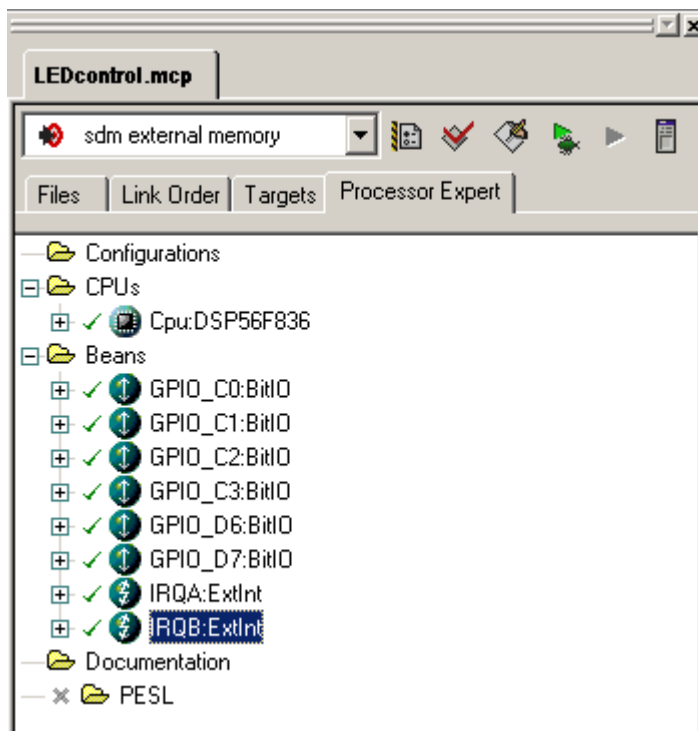 LEDcontrol.mcp
sdm external memory
Files Link Order Targets Processor Expert
Configurations
CPUs
Cpu:DSP56F836
Beans
GPIO_C0:BitIO
GPIO_C1:BitIO
GPIO_C2:BitIO
GPIO_C3:BitIO
GPIO_D6:BitIO
GPIO_D7:BitIO
IRQA:ExtInt
IRQB:ExtInt
Documentation
PESL